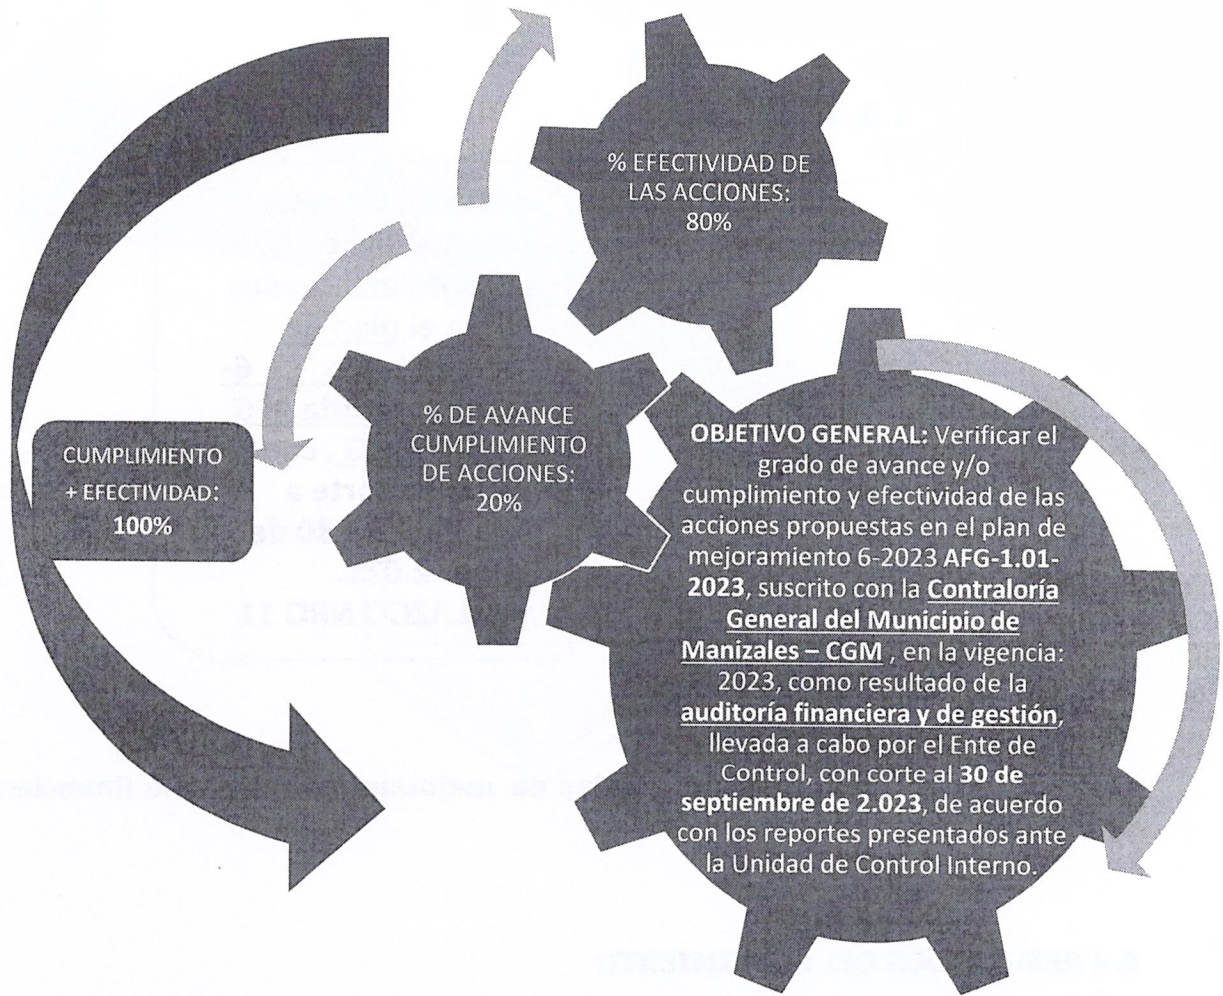 % EFECTIVIDAD DE
LAS ACCIONES:
80%
% DE AVANCE
CUMPLIMIENTO
DE ACCIONES:
20%
CUMPLIMIENTO
+ EFECTIVIDAD:
100%
OBJETIVO GENERAL: Verificar el
grado de avance y/o
cumplimiento y efectividad de las
acciones propuestas en el plan de
mejoramiento 6-2023 AFG-1.01-
2023, suscrito con la Contraloría
General del Municipio de
Manizales – CGM , en la vigencia:
2023, como resultado de la
auditoría financiera y de gestión,
llevada a cabo por el Ente de
Control, con corte al 30 de
septiembre de 2.023, de acuerdo
con los reportes presentados ante
la Unidad de Control Interno.